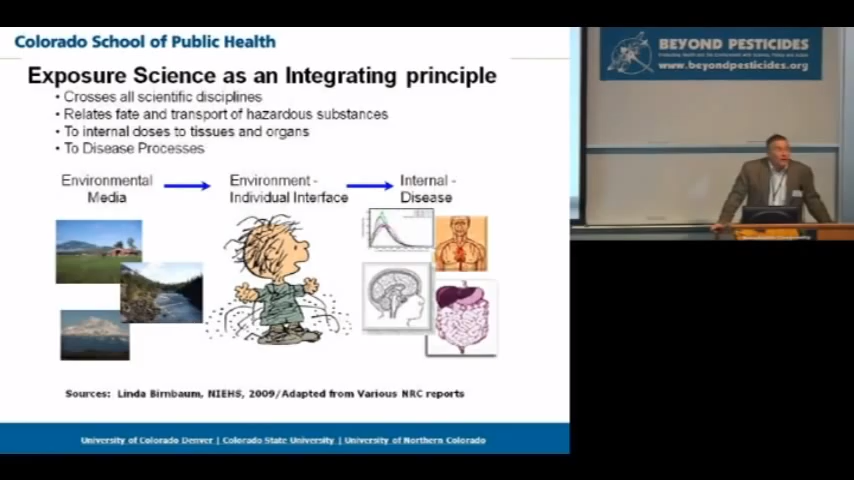 Colorado School of Public Health
Exposure Science as an Integrating principle
• Crosses all scientific disciplines
• Relates fate and transport of hazardous substances
• To internal doses to tissues and organs
• To Disease Processes
Environmental
Media
Environment -
Individual Interface
Internal -
Disease
Sources: Linda Birnbaum, NIEHS, 2009/Adapted from Various NRC reports
University of Colorado Denver | Colorado State University | University of Northern Colorado
BEYOND PESTICIDES
www.beyondpesticides.org